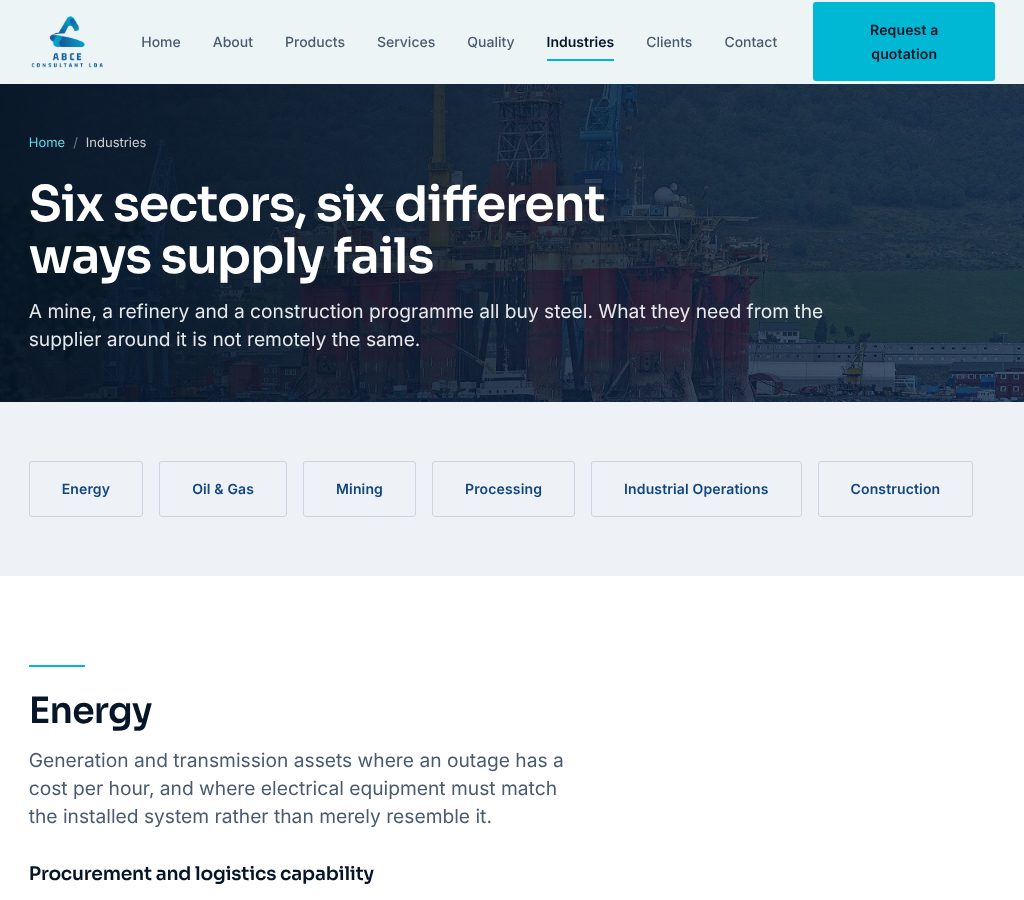 ABCE
CONSULTANT LDA
Home
About
Products
Services
Quality
Industries
Clients
Contact
Request a
quotation
Home / Industries
Six sectors, six different
ways supply fails
A mine, a refinery and a construction programme all buy steel. What they need from the
supplier around it is not remotely the same.
Energy
Oil & Gas
Mining
Processing
Industrial Operations
Construction
Energy
Generation and transmission assets where an outage has a
cost per hour, and where electrical equipment must match
the installed system rather than merely resemble it.
Procurement and logistics capability